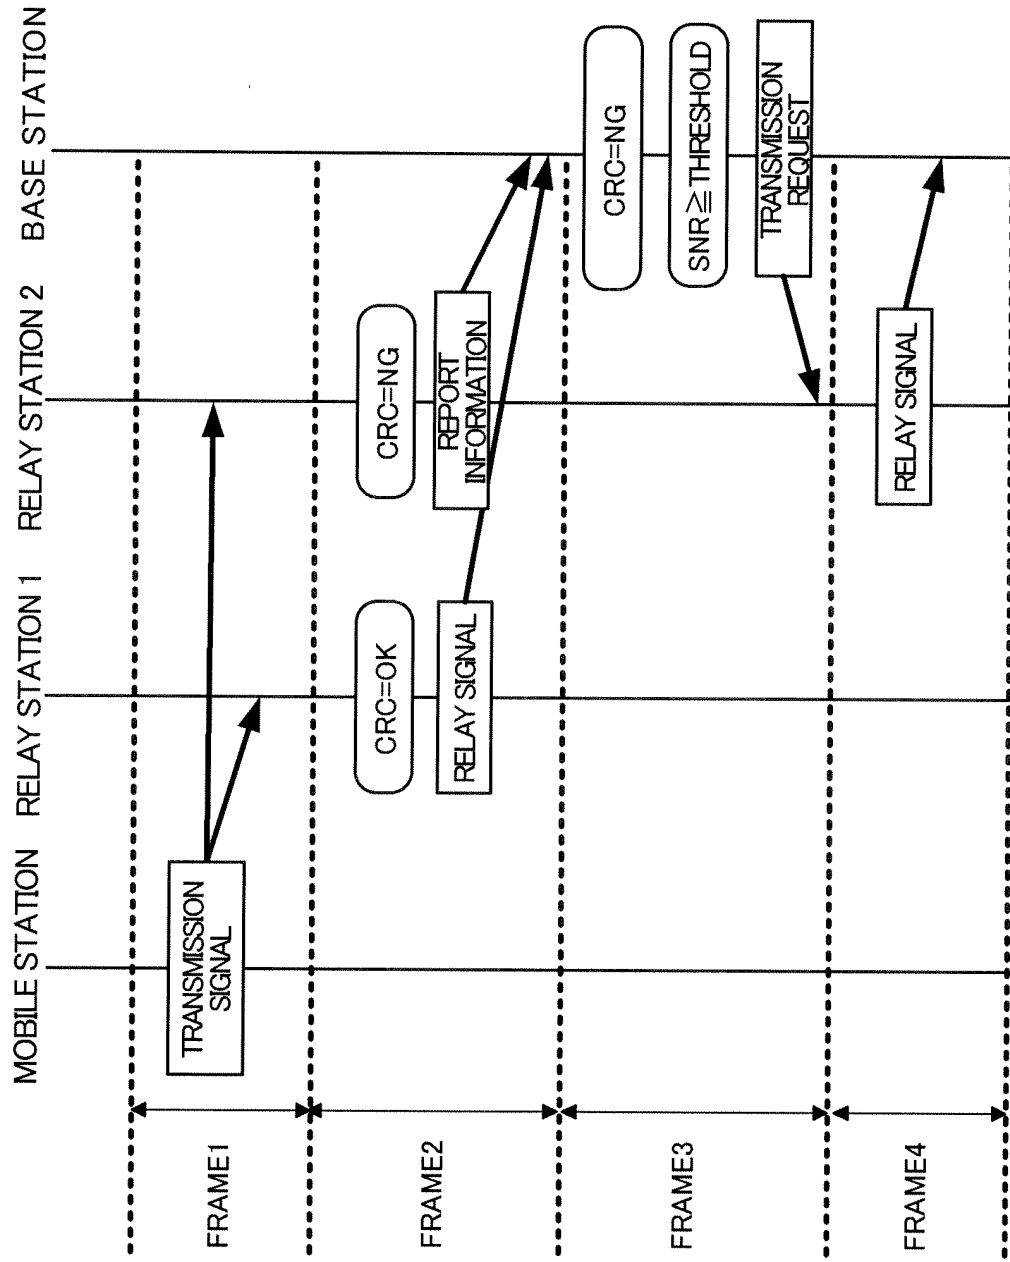 MOBILE STATION
RELAY STATION 1
RELAY STATION 2
BASE STATION
FRAME1
TRANSMISSION
SIGNAL
FRAME2
CRC=OK
CRC=NG
RELAY SIGNAL
REPORT
INFORMATION
FRAME3
CRC=NG
SNR≧THRESHOLD
TRANSMISSION
REQUEST
FRAME4
RELAY SIGNAL